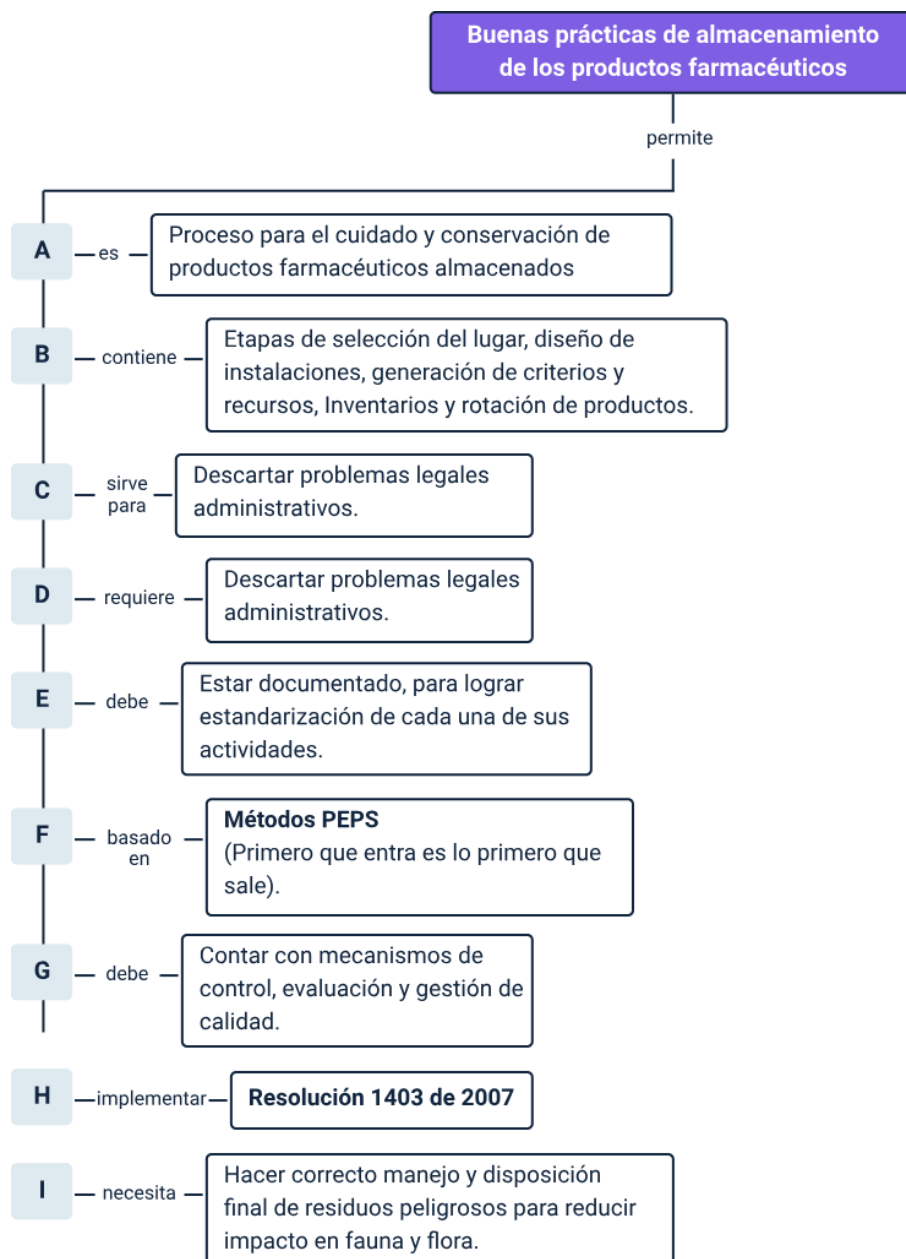 Buenas prácticas de almacenamiento
de los productos farmacéuticos
permite
A
es
Proceso para el cuidado y conservación de
productos farmacéuticos almacenados
B
contiene
Etapas de selección del lugar, diseño de
instalaciones, generación de criterios y
recursos, Inventarios y rotación de productos.
C
sirve
para
Descartar problemas legales
administrativos.
D
requiere
Descartar problemas legales
administrativos.
E
debe
Estar documentado, para lograr
estandarización de cada una de sus
actividades.
F
basado
en
Métodos PEPS
(Primero que entra es lo primero que
sale).
G
debe
Contar con mecanismos de
control, evaluación y gestión de
calidad.
H
implementar
Resolución 1403 de 2007
I
necesita
Hacer correcto manejo y disposición
final de residuos peligrosos para reducir
impacto en fauna y flora.